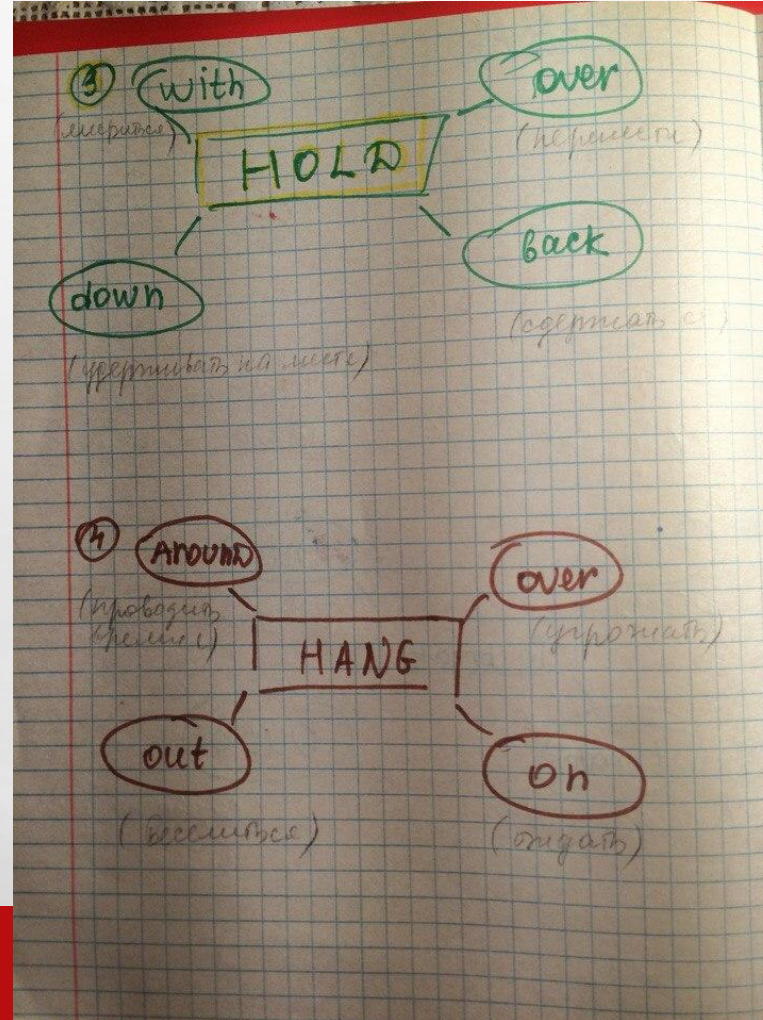 ③ with over
(мириться) (перенести)
HOLD
back
down
(сдержаться)
(удерживать на месте)
④ Around over
(проводить
время с) (угрожать)
HANG
out on
(веселиться) (ожидать)